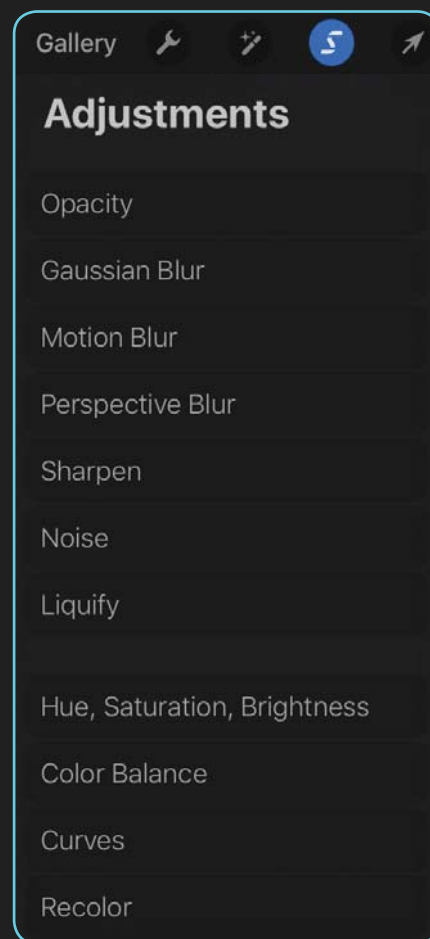 Gallery
Adjustments
Opacity
Gaussian Blur
Motion Blur
Perspective Blur
Sharpen
Noise
Liquify
Hue, Saturation, Brightness
Color Balance
Curves
Recolor